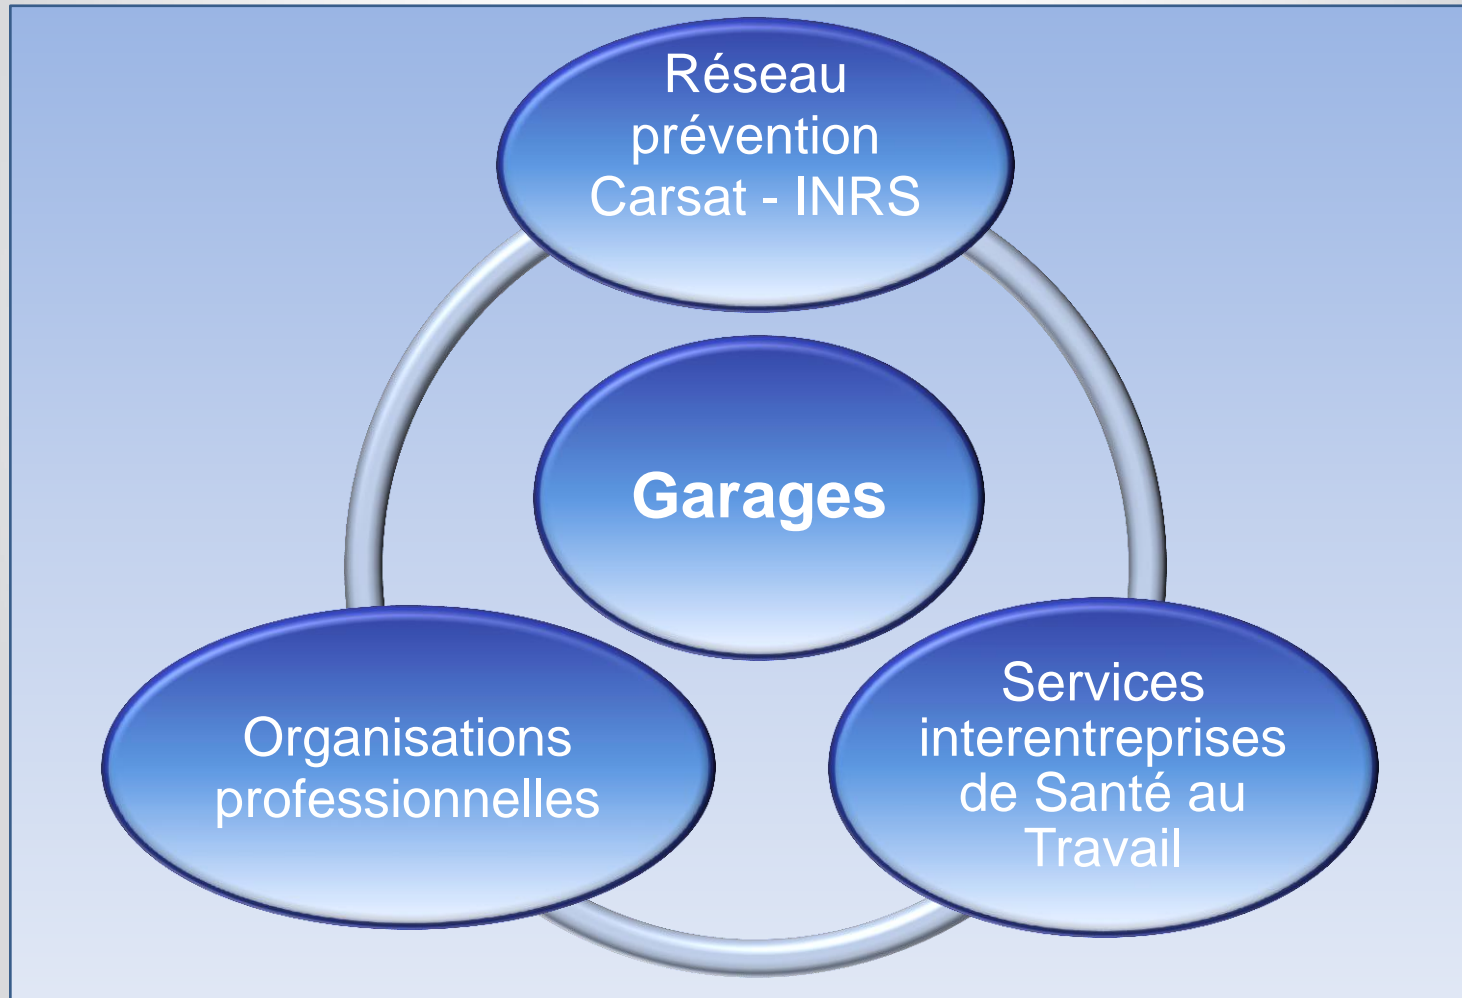 Réseau
prévention
Carsat - INRS
Garages
Organisations
professionnelles
Services
interentreprises
de Santé au
Travail